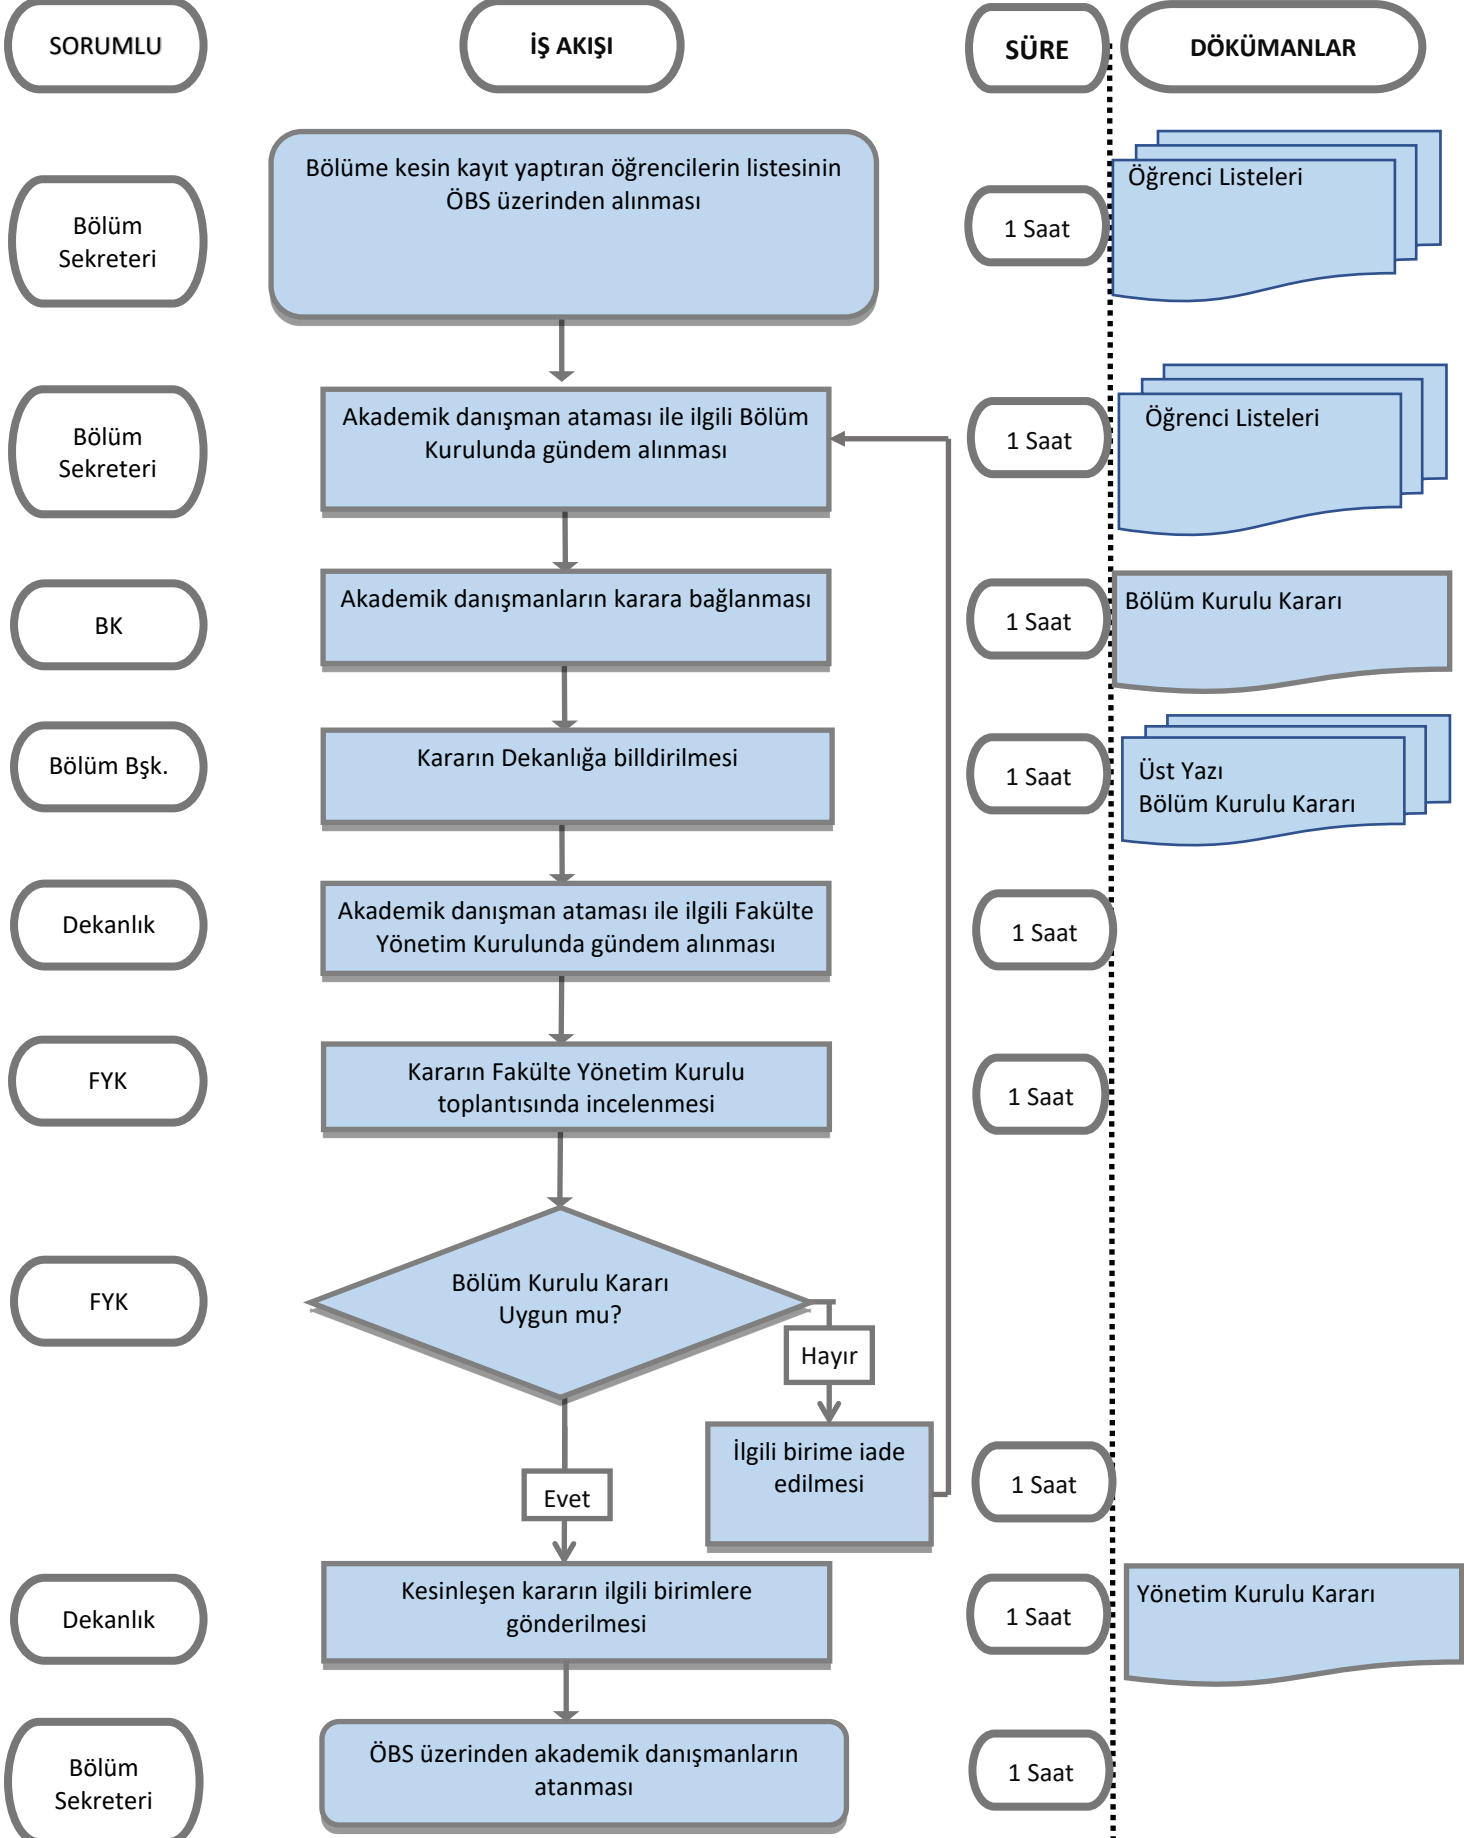 SORUMLU
İŞ AKIŞI
SÜRE
DÖKÜMANLAR
Bölüm
Sekreteri
Bölüme kesin kayıt yaptıran öğrencilerin listesinin
ÖBS üzerinden alınması
1 Saat
Öğrenci Listeleri
Bölüm
Sekreteri
Akademik danışman ataması ile ilgili Bölüm
Kurulunda gündem alınması
1 Saat
Öğrenci Listeleri
BK
Akademik danışmanların karara bağlanması
1 Saat
Bölüm Kurulu Kararı
Bölüm Bşk.
Kararın Dekanlığa billdirilmesi
1 Saat
Üst Yazı
Bölüm Kurulu Kararı
Dekanlık
Akademik danışman ataması ile ilgili Fakülte
Yönetim Kurulunda gündem alınması
1 Saat
FYK
Kararın Fakülte Yönetim Kurulu
toplantısında incelenmesi
1 Saat
FYK
Bölüm Kurulu Kararı
Uygun mu?
Hayır
İlgili birime iade
edilmesi
1 Saat
Evet
Dekanlık
Kesinleşen kararın ilgili birimlere
gönderilmesi
1 Saat
Yönetim Kurulu Kararı
Bölüm
Sekreteri
ÖBS üzerinden akademik danışmanların
atanması
1 Saat